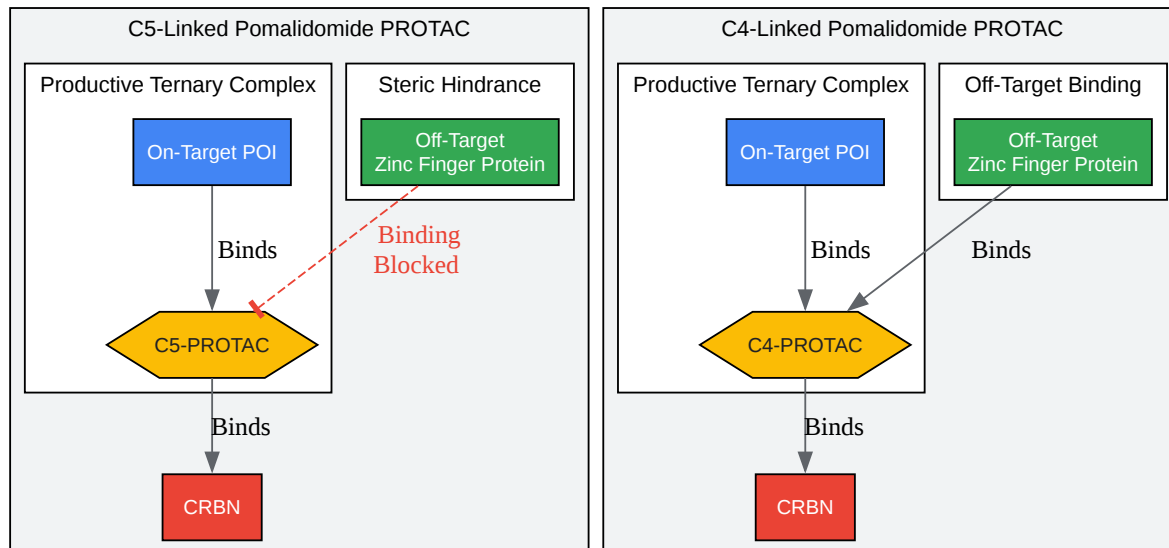 C5-Linked Pomalidomide PROTAC
Productive Ternary Complex
Steric Hindrance
On-Target POI
Off-Target
Zinc Finger Protein
Binds
Binding
Blocked
C5-PROTAC
Binds
CRBN
C4-Linked Pomalidomide PROTAC
Productive Ternary Complex
Off-Target Binding
On-Target POI
Off-Target
Zinc Finger Protein
Binds
Binds
C4-PROTAC
Binds
CRBN